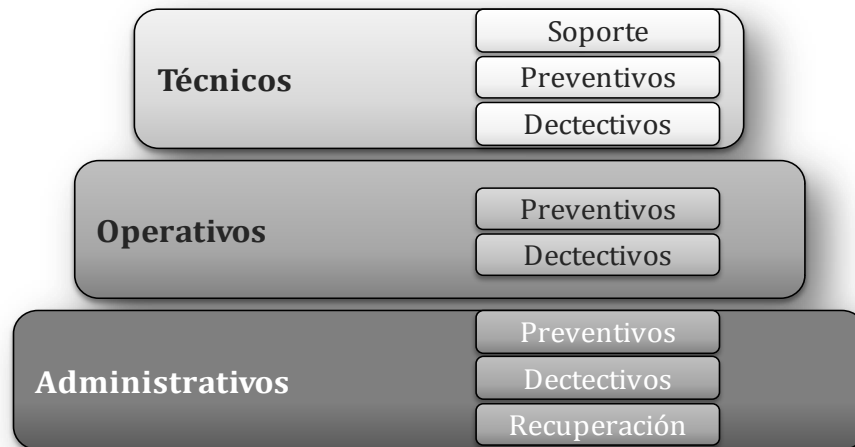 Técnicos
Soporte
Preventivos
Dectectivos
Operativos
Preventivos
Dectectivos
Administrativos
Preventivos
Dectectivos
Recuperación